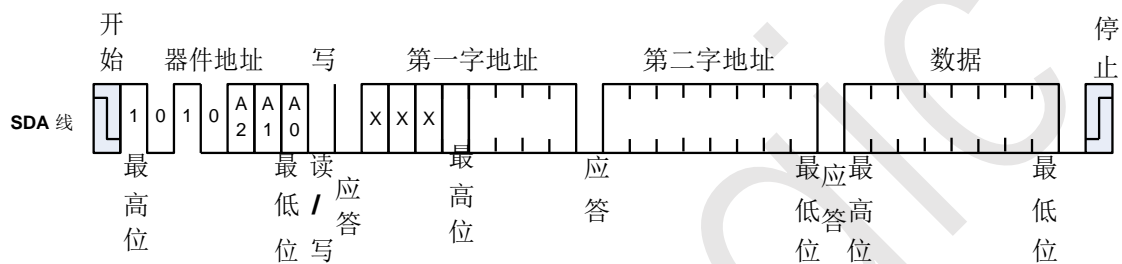 开始 器件地址 写 第一字地址 第二字地址 数据 停止
SDA 线 1 0 1 0 A2 A1 A0 X X X
最高位 最低位 读/写 应答 最高位 应答 最低位 应答 最高位 最低位